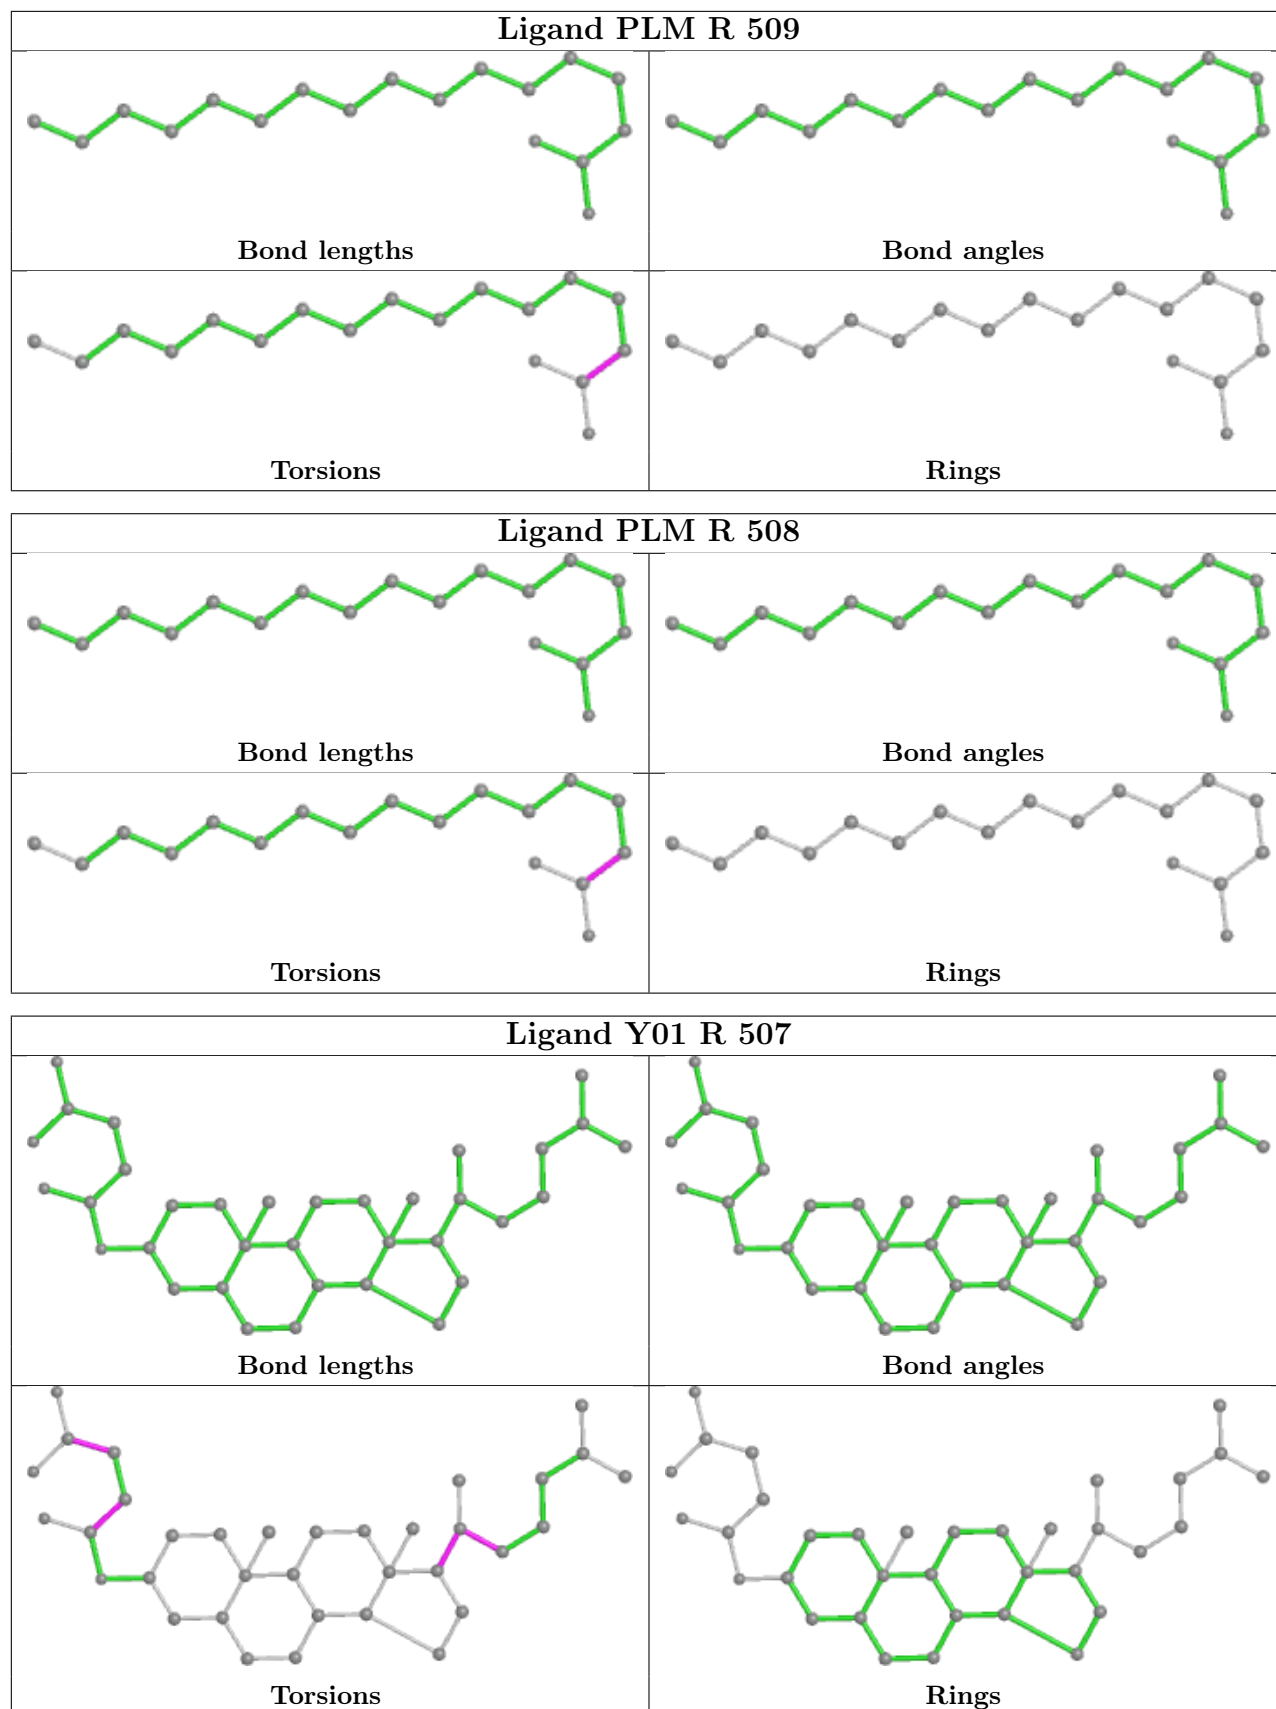 Ligand PLM R 509
Bond lengths
Bond angles
Torsions
Rings
Ligand PLM R 508
Bond lengths
Bond angles
Torsions
Rings
Ligand Y01 R 507
Bond lengths
Bond angles
Torsions
Rings